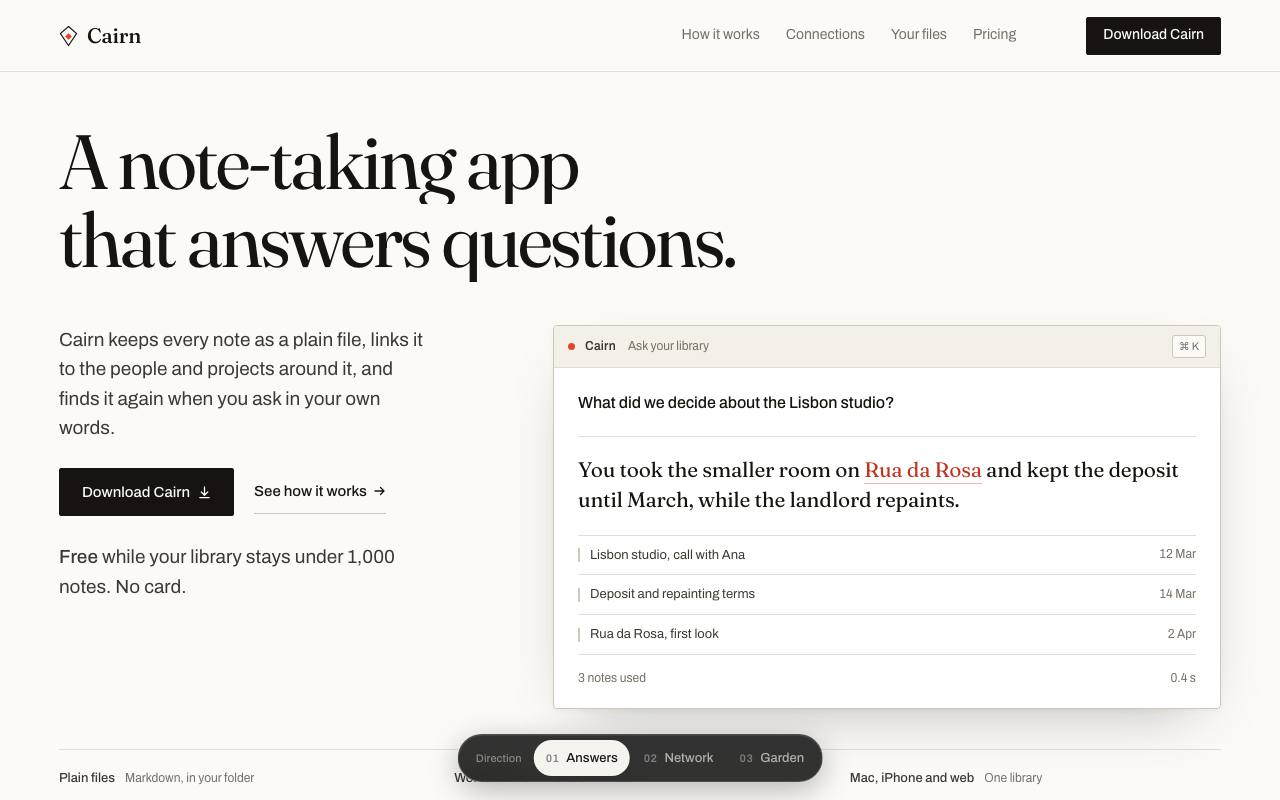 Cairn
How it works
Connections
Your files
Pricing
Download Cairn
A note-taking app
that answers questions.
Cairn keeps every note as a plain file, links it
to the people and projects around it, and
finds it again when you ask in your own
words.
Download Cairn
See how it works
Free while your library stays under 1,000
notes. No card.
Cairn Ask your library
⌘ K
What did we decide about the Lisbon studio?
You took the smaller room on Rua da Rosa and kept the deposit
until March, while the landlord repaints.
Lisbon studio, call with Ana 12 Mar
Deposit and repainting terms 14 Mar
Rua da Rosa, first look 2 Apr
3 notes used 0.4 s
Direction 01 Answers 02 Network 03 Garden
Plain files Markdown, in your folder
Mac, iPhone and web One library